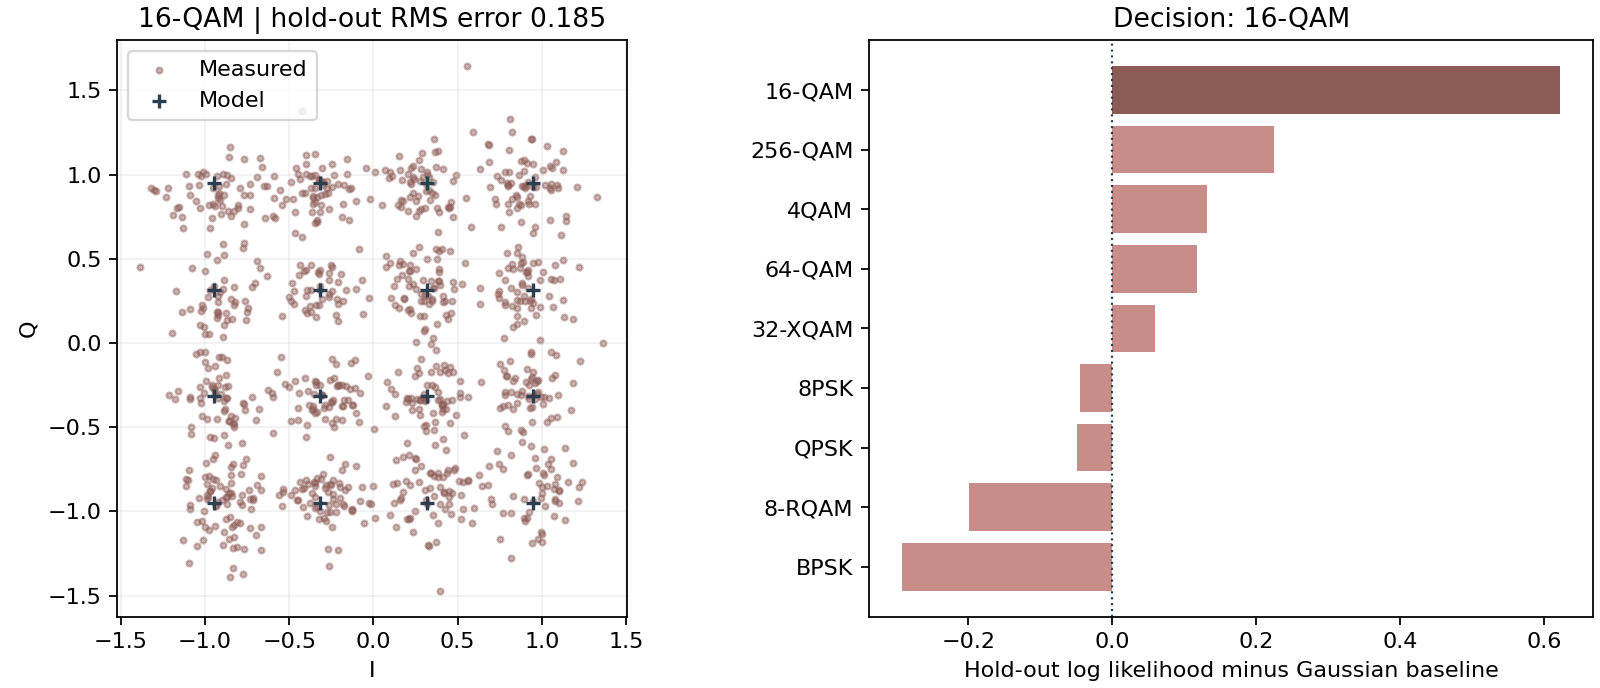 16-QAM | hold-out RMS error 0.185
Measured
Model
1.5
1.0
0.5
0.0
−0.5
−1.0
−1.5
Q
−1.5
−1.0
−0.5
0.0
0.5
1.0
1.5
I
Decision: 16-QAM
16-QAM
256-QAM
4QAM
64-QAM
32-XQAM
8PSK
QPSK
8-RQAM
BPSK
−0.2
0.0
0.2
0.4
0.6
Hold-out log likelihood minus Gaussian baseline